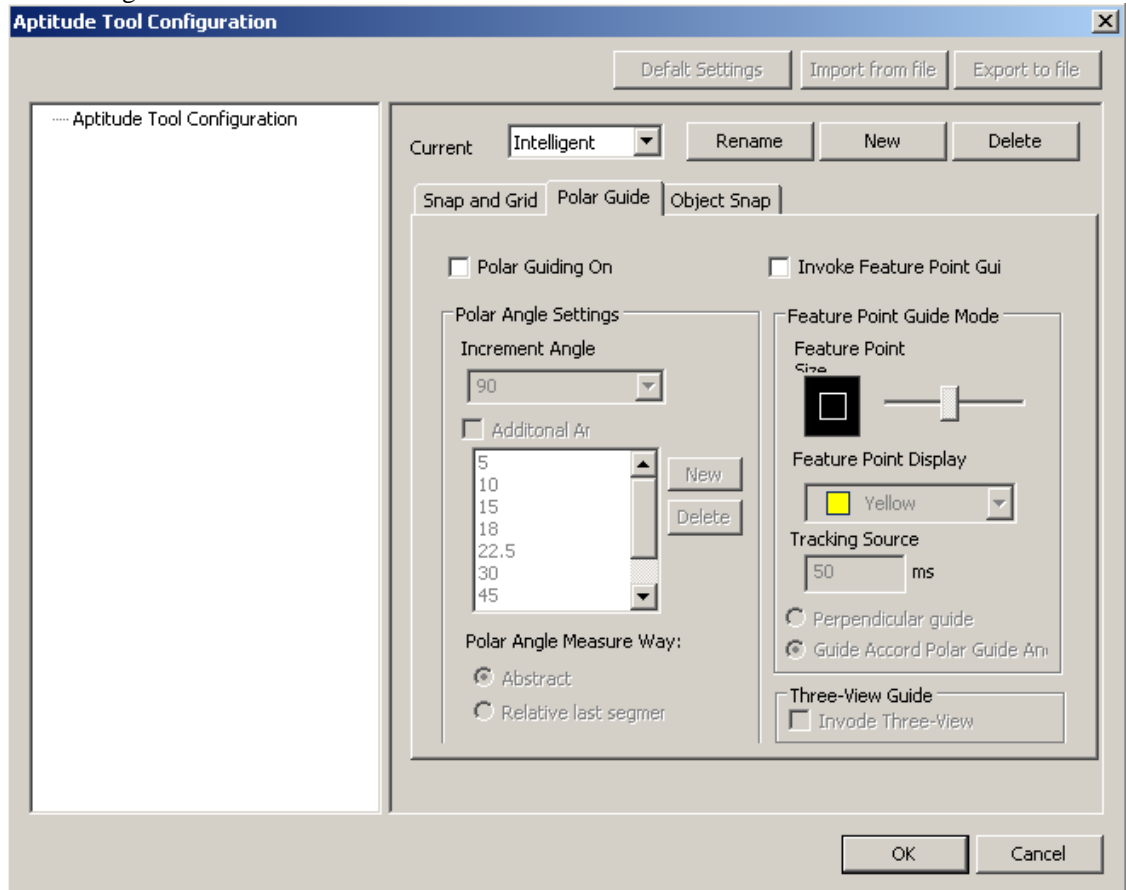 Aptitude Tool Configuration
Defalt Settings
Import from file
Export to file
Aptitude Tool Configuration
Current
Intelligent
Rename
New
Delete
Snap and Grid
Polar Guide
Object Snap
Polar Guiding On
Invoke Feature Point Gui
Polar Angle Settings
Increment Angle
90
Additonal Ar
5
10
15
18
22.5
30
45
New
Delete
Polar Angle Measure Way:
Abstract
Relative last segmer
Feature Point Guide Mode
Feature Point
Size
Feature Point Display
Yellow
Tracking Source
50 ms
Perpendicular guide
Guide Accord Polar Guide An
Three-View Guide
Invode Three-View
OK
Cancel